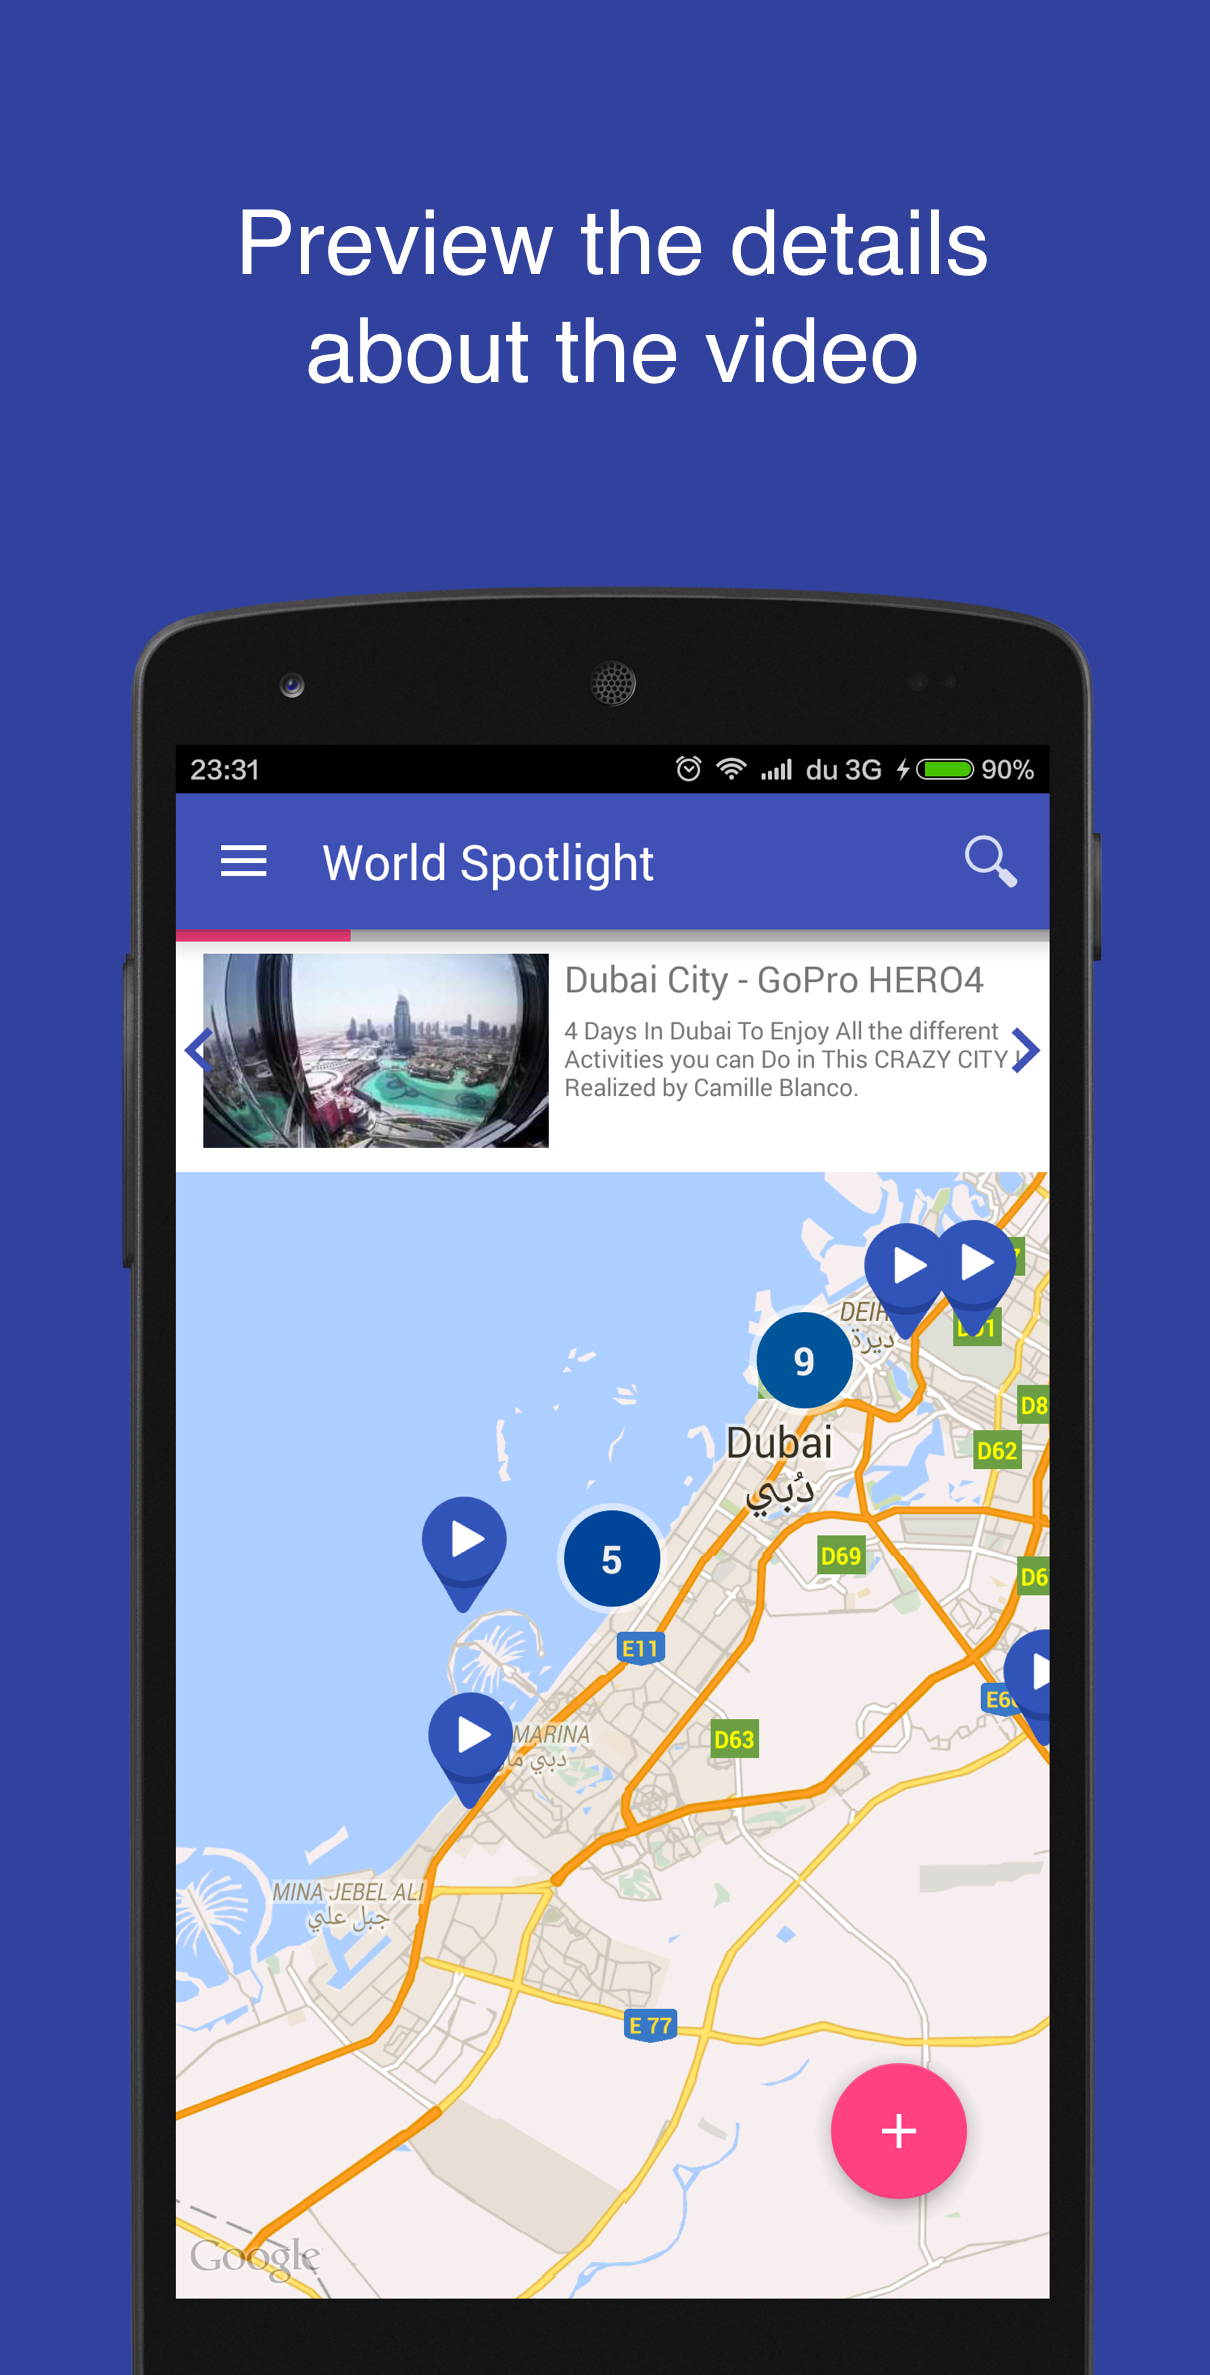 Preview the details
about the video
23:31
du 3G
90%
World Spotlight
Dubai City - GoPro HERO4
4 Days In Dubai To Enjoy All the different
Activities you can Do in This CRAZY CITY !
Realized by Camille Blanco.
DEIR
ديرة
9
D8
Dubai
دُبي
D62
5
D69
D6
E11
MARINA
دبي
D63
MINA JEBEL ALI
جبل علي
E 77
+
Google